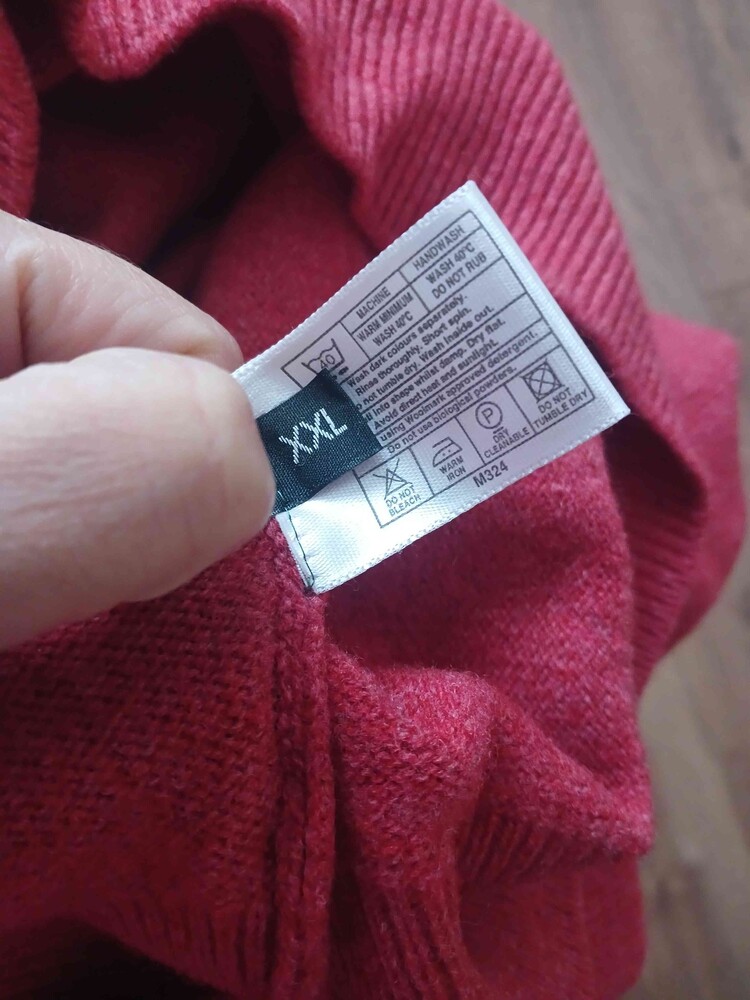 MACHINE
HANDWASH
40
WARM MINIMUM
WASH 40°C
WASH 40°C
DO NOT RUB
Wash dark colours separately.
Rinse thoroughly. Short spin.
not tumble dry. Wash inside out.
into shape whilst damp. Dry flat.
Avoid direct heat and sunlight.
using Woolmark approved detergent.
Do not use biological powders.
XXL
DO NOT
BLEACH
WARM
IRON
P
DRY
CLEANABLE
DO NOT
TUMBLE DRY
M324